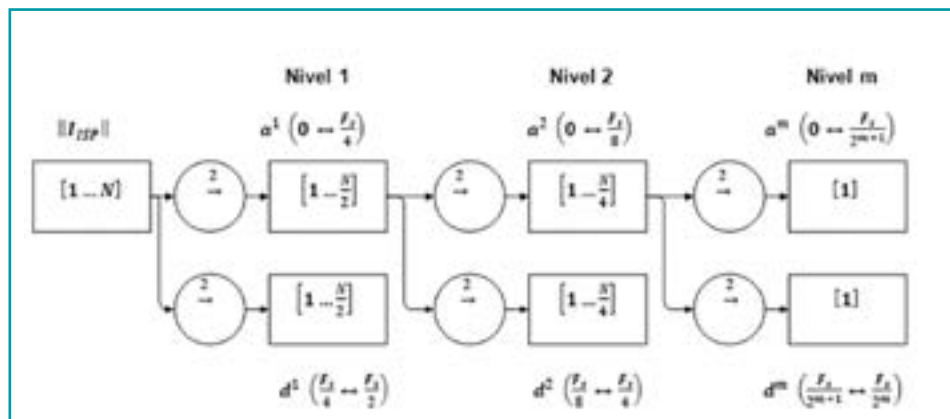 Nivel 1 Nivel 2 Nivel m
‖I_{ISP}‖ a¹ (0 ↔ F_s/4) a² (0 ↔ F_s/8) a^m (0 ↔ F_s/2^{m+1})
[1 ... N] 2 → [1 ... N/2] 2 → [1 ... N/4] 2 → [1]
2 → [1 ... N/2] 2 → [1 ... N/4] 2 → [1]
d¹ (F_s/4 ↔ F_s/2) d² (F_s/8 ↔ F_s/4) d^m (F_s/2^{m+1} ↔ F_s/2^m)